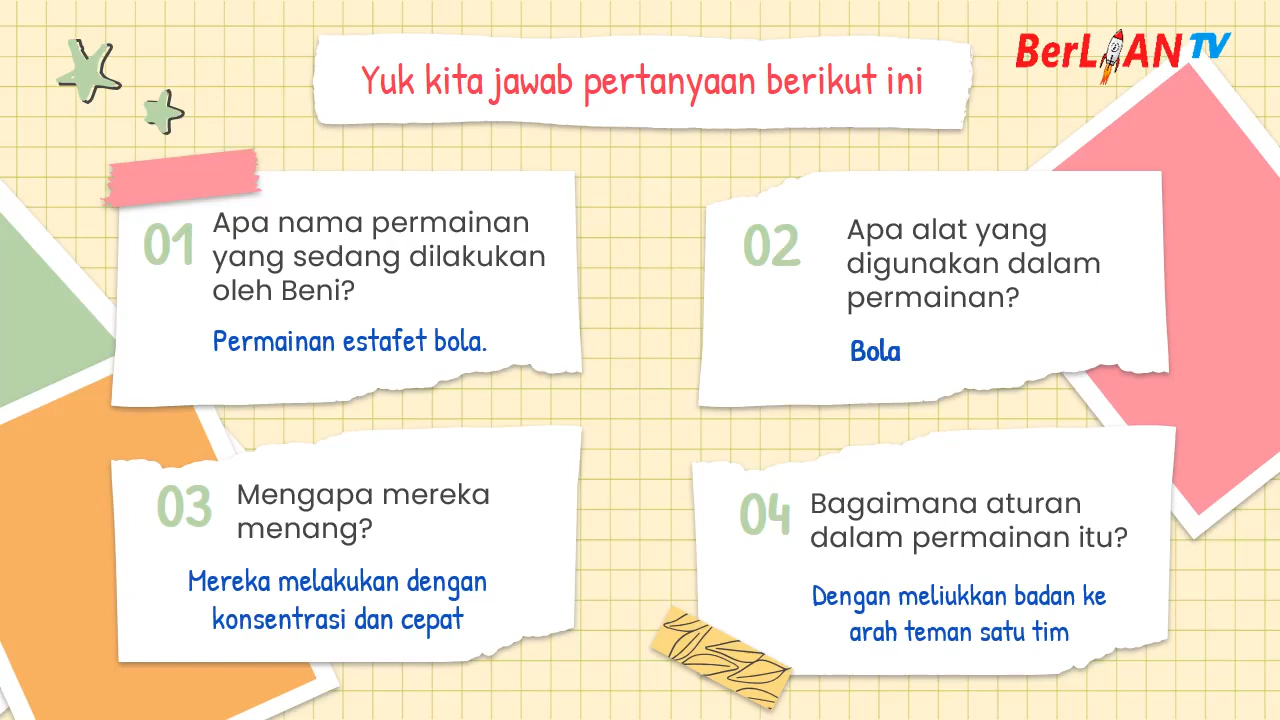 BerLIAN TV
Yuk kita jawab pertanyaan berikut ini
01
Apa nama permainan
yang sedang dilakukan
oleh Beni?
Permainan estafet bola.
02
Apa alat yang
digunakan dalam
permainan?
Bola
03
Mengapa mereka
menang?
Mereka melakukan dengan
konsentrasi dan cepat
04
Bagaimana aturan
dalam permainan itu?
Dengan meliukkan badan ke
arah teman satu tim